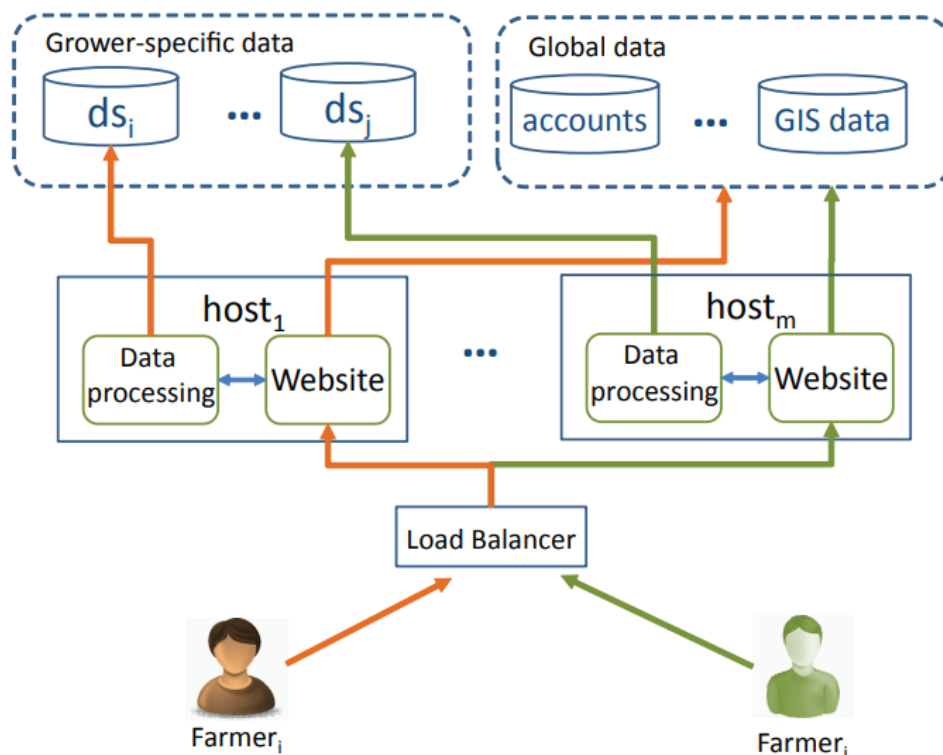 Grower-specific data
Global data
dsᵢ ... dsⱼ
accounts ... GIS data
host₁
hostₘ
Data processing
Website
...
Data processing
Website
Load Balancer
Farmerᵢ
Farmerⱼ